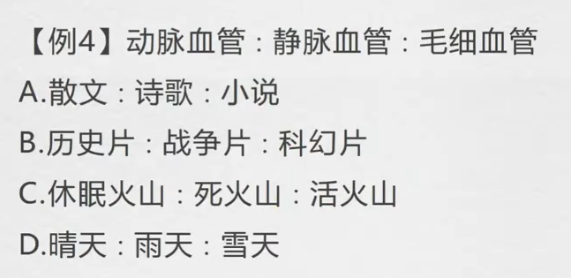 【例4】动脉血管：静脉血管：毛细血管
A.散文：诗歌：小说
B.历史片：战争片：科幻片
C.休眠火山：死火山：活火山
D.晴天：雨天：雪天